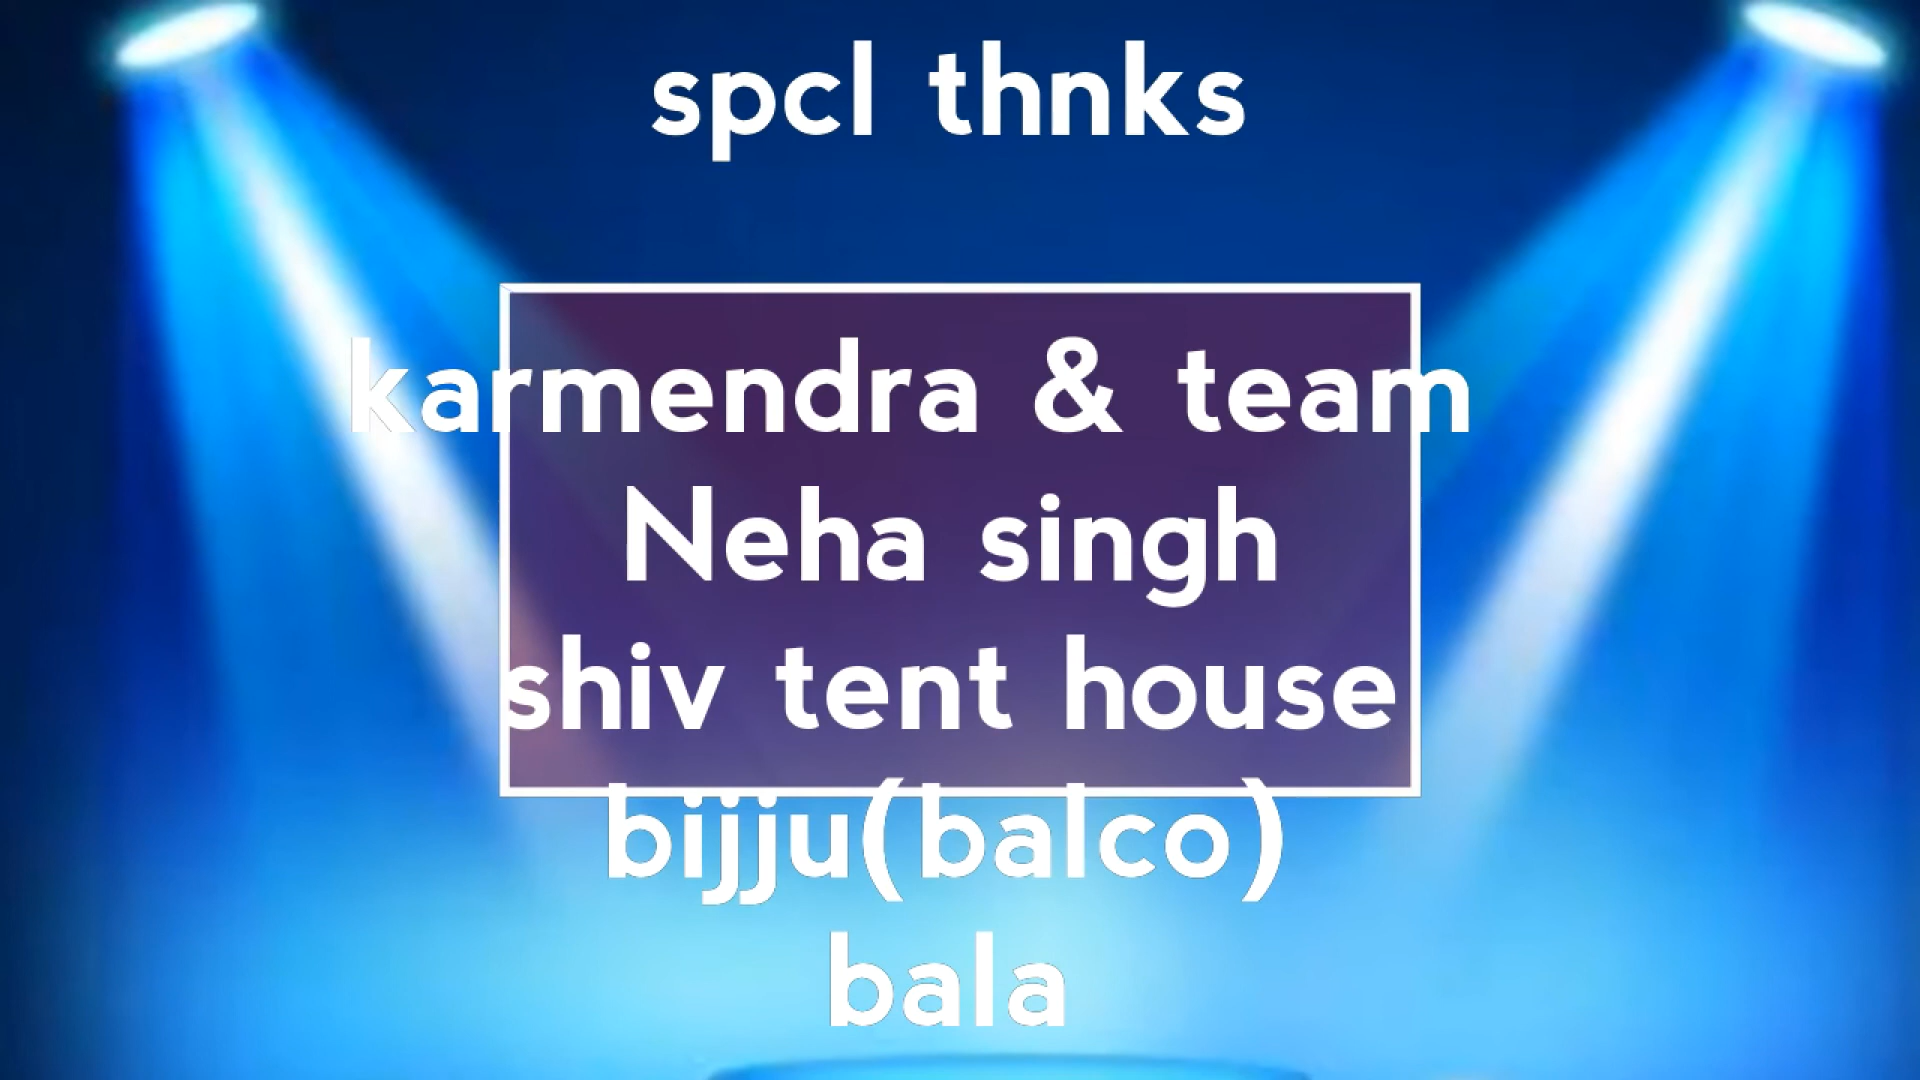 spcl thnks
karmendra & team
Neha singh
shiv tent house
bijju(balco)
bala